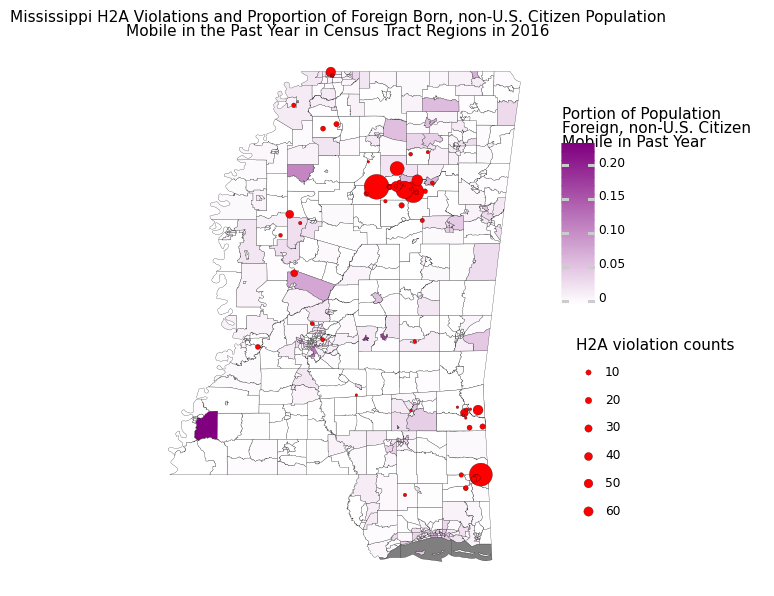 Mississippi H2A Violations and Proportion of Foreign Born, non-U.S. Citizen Population
Mobile in the Past Year in Census Tract Regions in 2016
Portion of Population
Foreign, non-U.S. Citizen
Mobile in Past Year
0.20
0.15
0.10
0.05
0
H2A violation counts
10
20
30
40
50
60